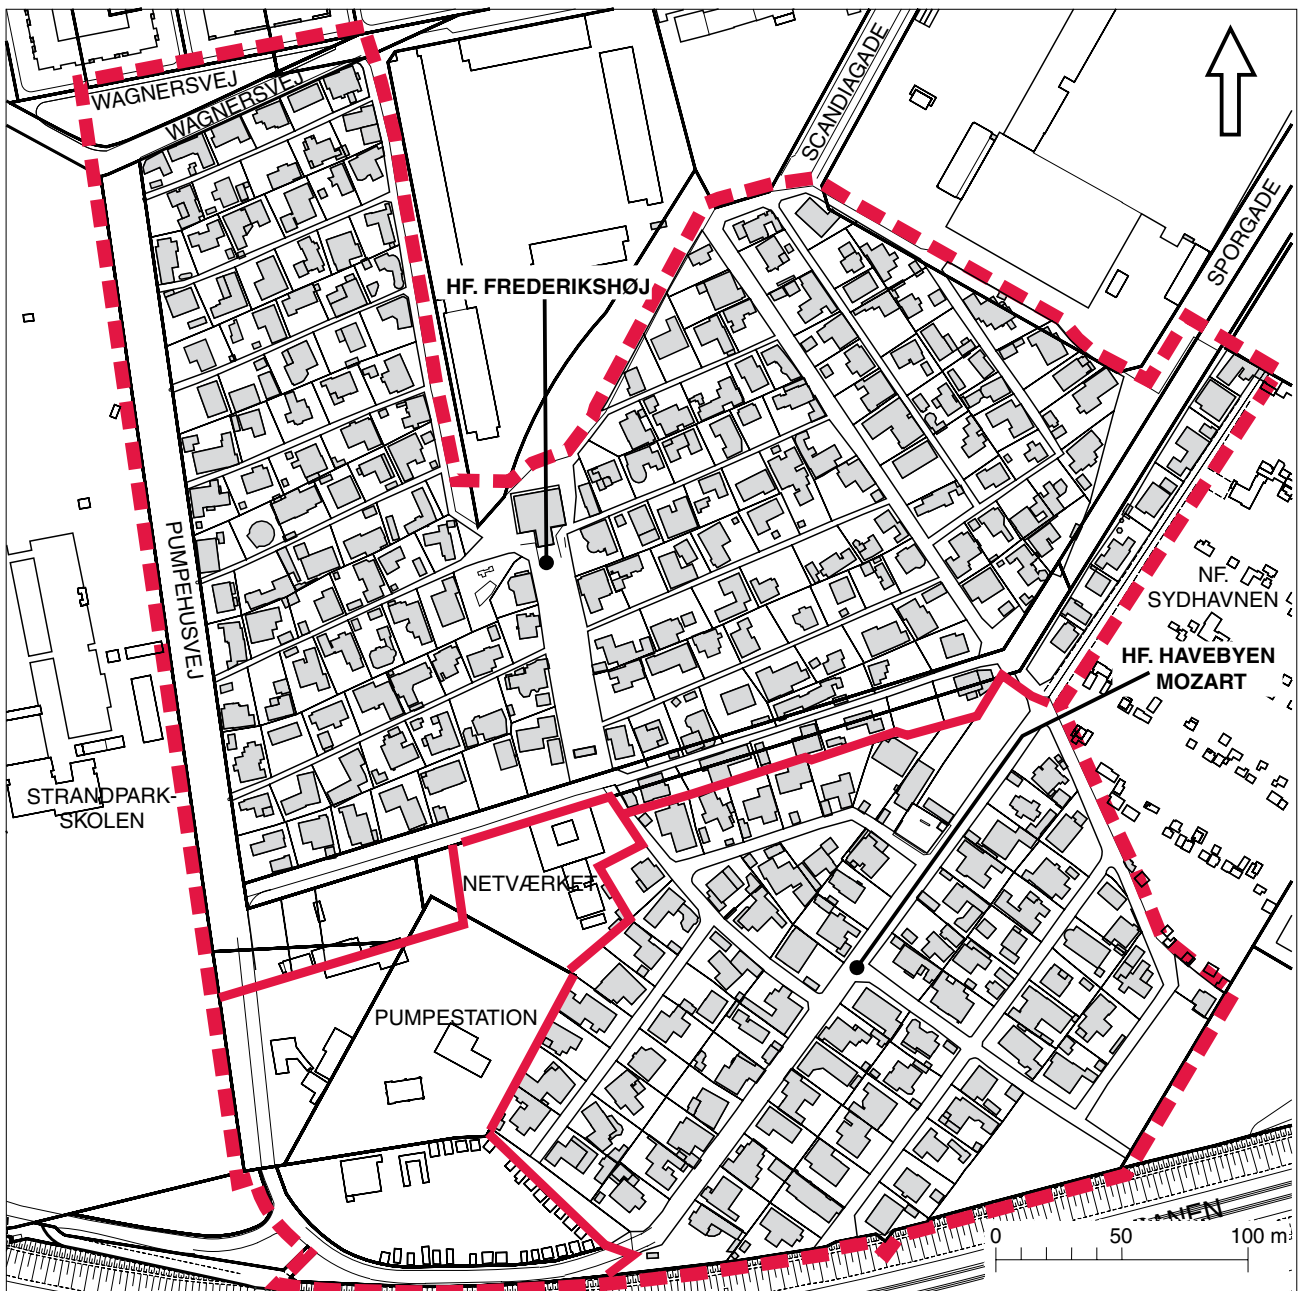 WAGNERSVEJ
WAGNERSVEJ
SCANDIAGADE
SPORGADE
HF. FREDERIKSHØJ
PUMPEHUSVEJ
NF.
SYDHAVNEN
HF. HAVEBYEN
MOZART
STRANDPARK-
SKOLEN
NETVÆRKET
PUMPESTATION
0 50 100 m